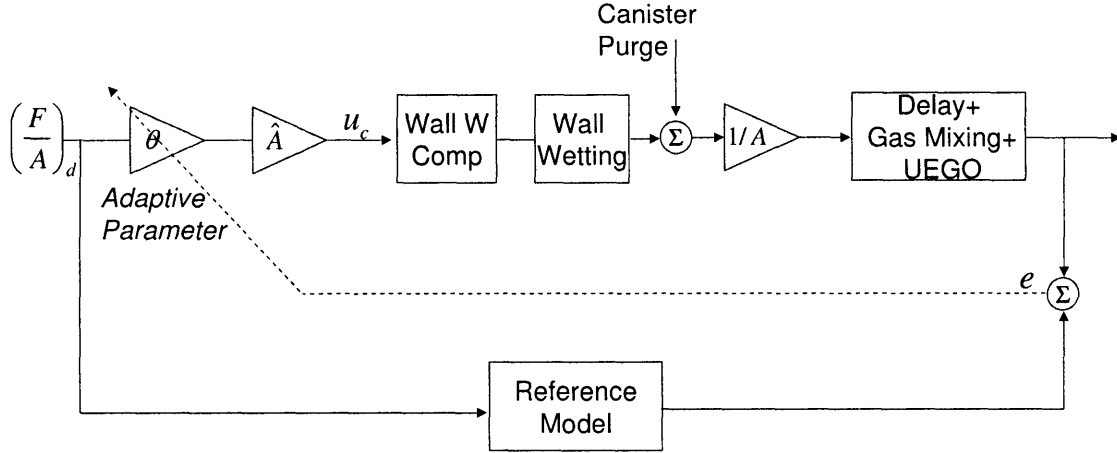 Canister
Purge
(F/A)_d
θ
Â
u_c
Wall W
Comp
Wall
Wetting
Σ
1/A
Delay+
Gas Mixing+
UEGO
Adaptive
Parameter
e
Σ
Reference
Model